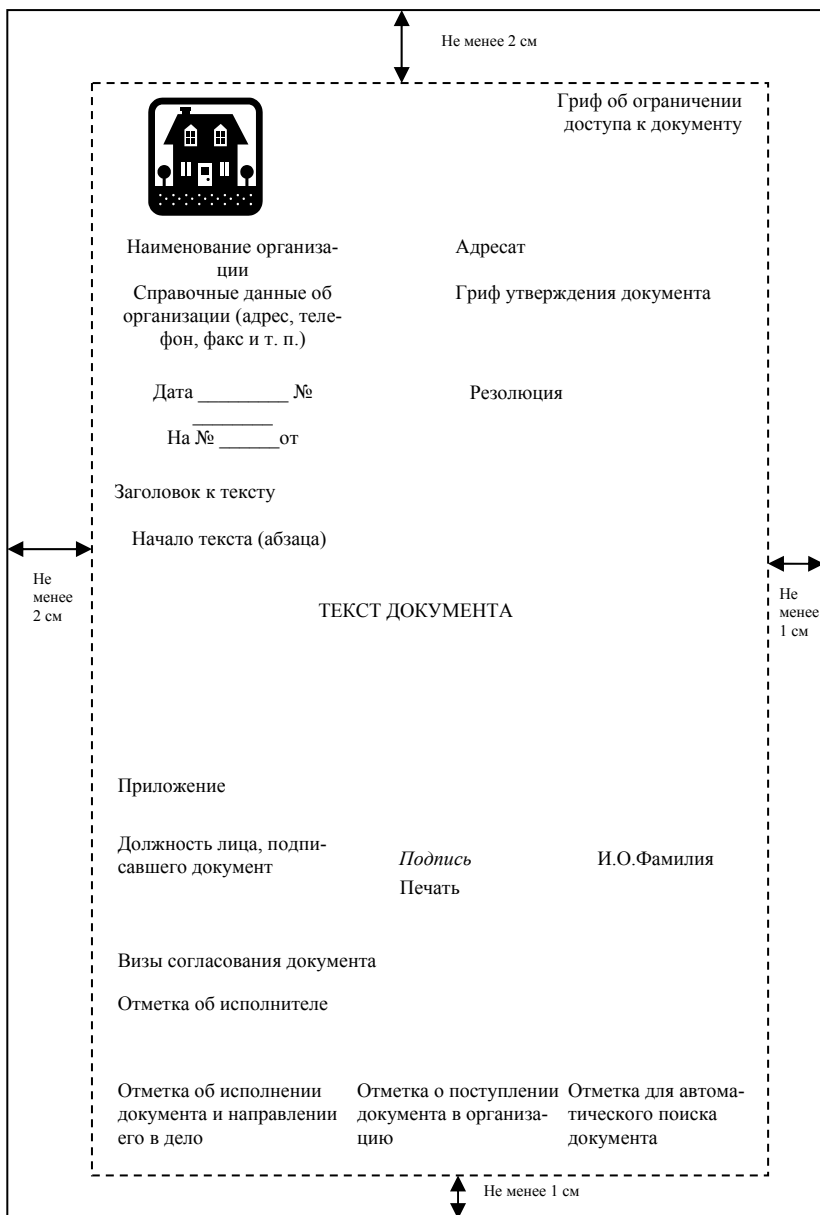 Не менее 2 см
Гриф об ограничении
доступа к документу
Наименование организа-
ции
Справочные данные об
организации (адрес, теле-
фон, факс и т. п.)
Адресат
Гриф утверждения документа
Дата _________ №
________
На № ______от
Резолюция
Заголовок к тексту
Начало текста (абзаца)
Не
менее
2 см
Не
менее
1 см
ТЕКСТ ДОКУМЕНТА
Приложение
Должность лица, подпи-
савшего документ
Подпись
И.О.Фамилия
Печать
Визы согласования документа
Отметка об исполнителе
Отметка об исполнении
документа и направлении
его в дело
Отметка о поступлении
документа в организа-
цию
Отметка для автома-
тического поиска
документа
Не менее 1 см